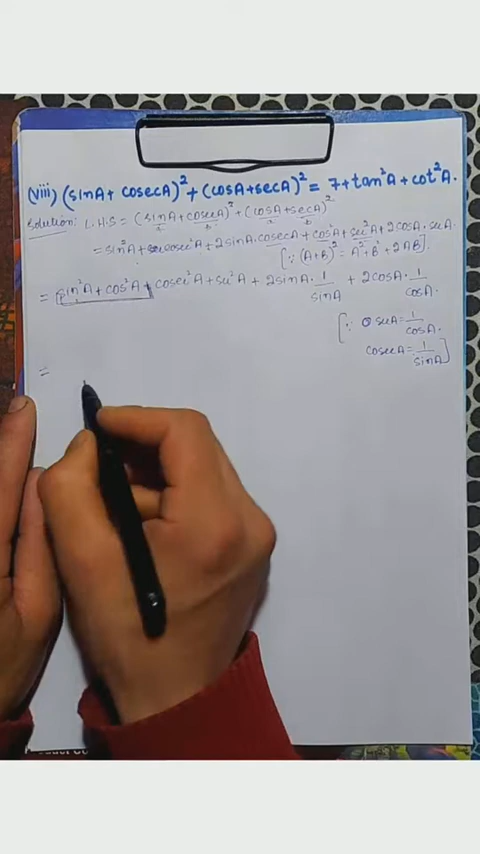 (viii) (sinA + cosecA)² + (cosA + secA)² = 7 + tan²A + cot²A.
Solution: L.H.S = (sinA + cosecA)² + (cosA + secA)²
= sin²A + cosec²A + 2sinA.cosecA + cos²A + sec²A + 2cosA.secA
[∵ (A+B)² = A² + B² + 2AB]
= sin²A + cos²A + cosec²A + sec²A + 2sinA.1/sinA + 2cosA.1/cosA.
[∵ secA = 1/cosA.
cosecA = 1/sinA]
=